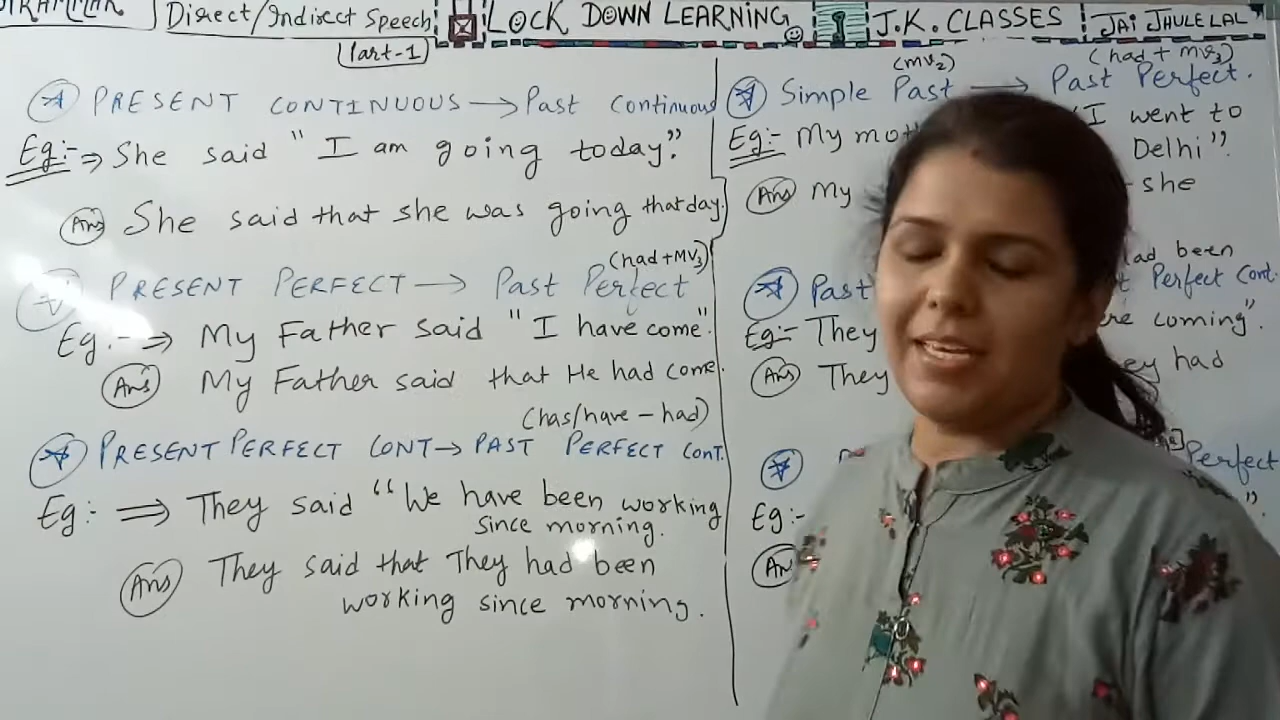 Direct/Indirect Speech LOCK DOWN LEARNING J.K. CLASSES JAI JHULELAL
Part-1
PRESENT CONTINUOUS → Past Continuous
Eg:- ⇒ She said " I am going today".
Ans She said that she was going that day.
(had+MV3)
PRESENT PERFECT → Past Perfect
Eg.- ⇒ My Father said " I have come".
Ans My Father said that He had come.
(has/have - had)
PRESENT PERFECT CONT → PAST PERFECT CONT.
Eg:- ⇒ They said " We have been working
since morning.
Ans They said that They had been
working since morning.
(mv2) (had + mv3)
Simple Past → Past Perfect.
Eg:- My "I went to
Delhi".
Ans My she
been
Past Perfect Cont.
Eg:- They coming".
Ans They had
Perfect
Eg:- ".